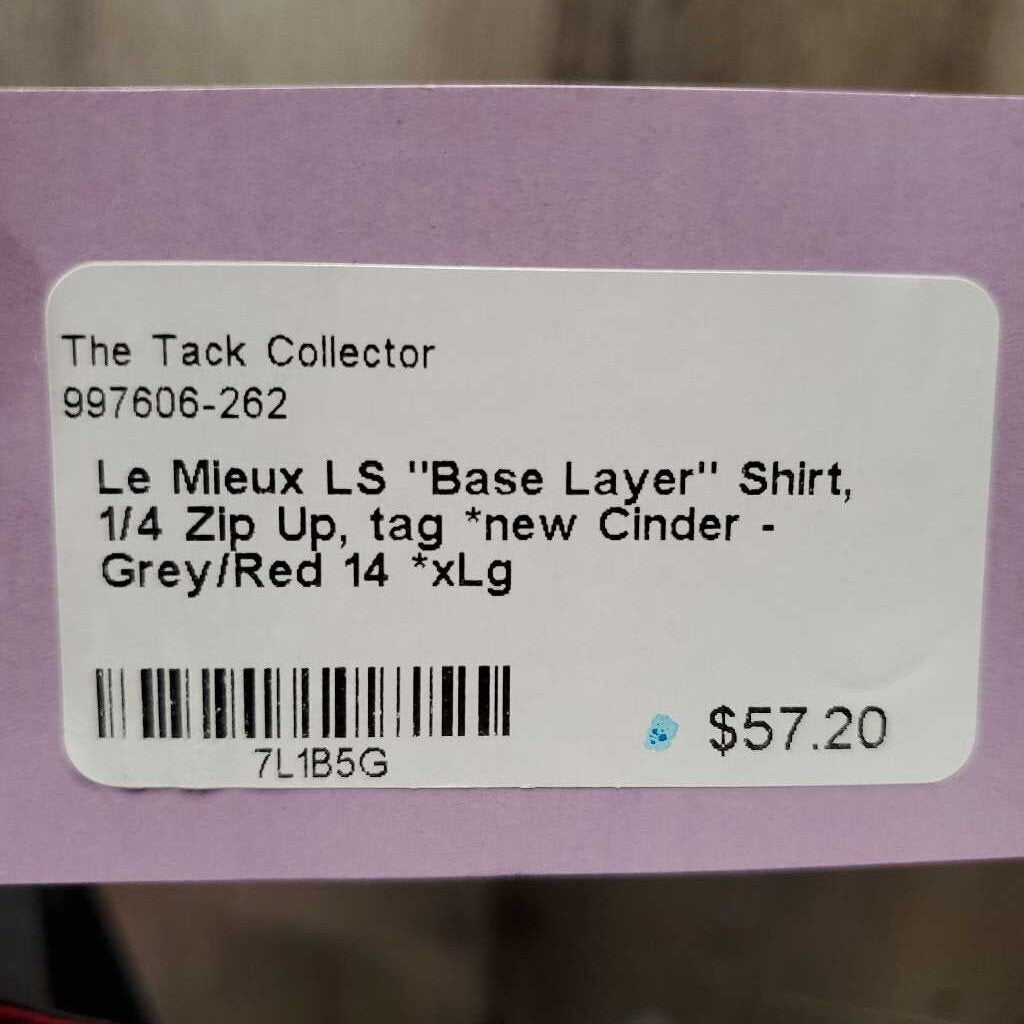 The Tack Collector
997606-262
Le Mieux LS "Base Layer" Shirt,
1/4 Zip Up, tag *new Cinder -
Grey/Red 14 *xLg
7L1B5G
$57.20